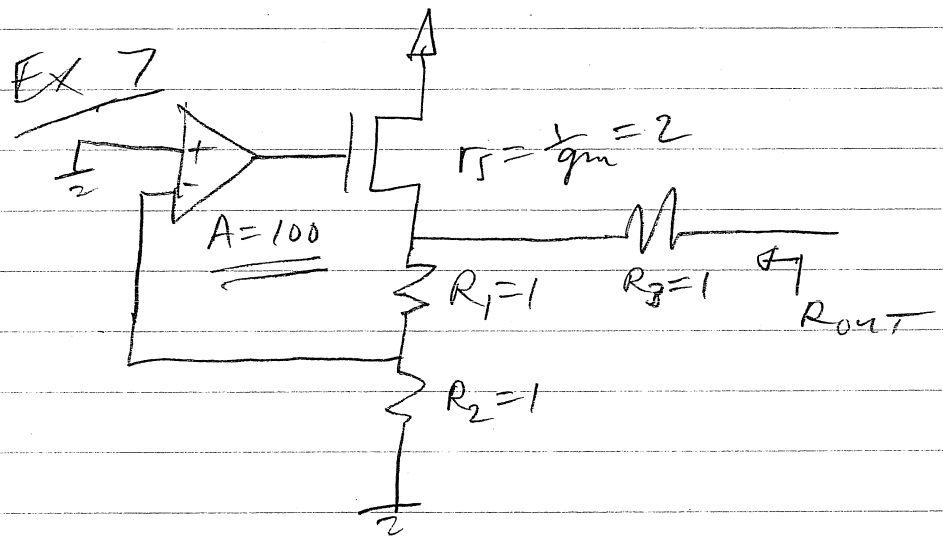 EX 7
rs = 1/gm = 2
+
-
A = 100
R1 = 1
R3 = 1
ROUT
R2 = 1